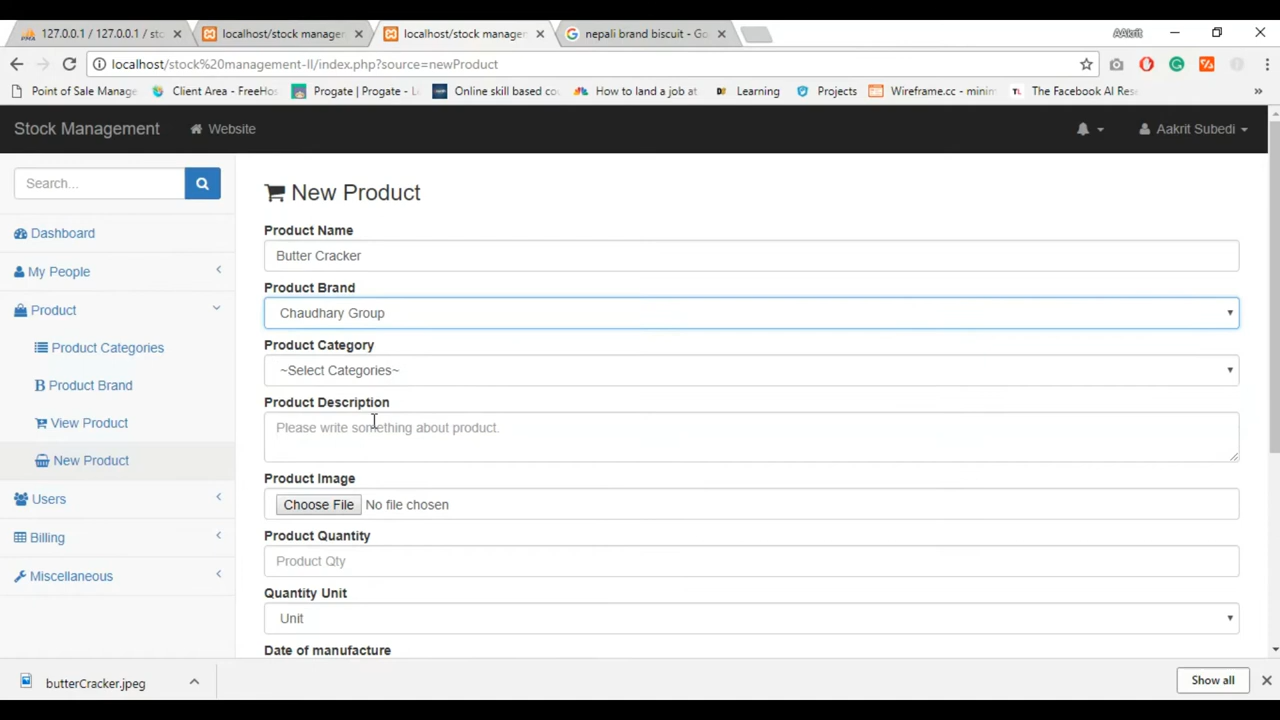 127.0.0.1 / 127.0.0.1 / sto
localhost/stock manager
localhost/stock manager
nepali brand biscuit - Go
AAkrit
localhost/stock%20management-II/index.php?source=newProduct
Point of Sale Manage
Client Area - FreeHos
Progate | Progate - L
Online skill based co
How to land a job at
Learning
Projects
Wireframe.cc - minim
The Facebook AI Rese
Stock Management
Website
Aakrit Subedi
Search...
Dashboard
My People
Product
Product Categories
B Product Brand
View Product
New Product
Users
Billing
Miscellaneous
New Product
Product Name
Butter Cracker
Product Brand
Chaudhary Group
Product Category
~Select Categories~
Product Description
Please write something about product.
Product Image
Choose File No file chosen
Product Quantity
Product Qty
Quantity Unit
Unit
Date of manufacture
butterCracker.jpeg
Show all